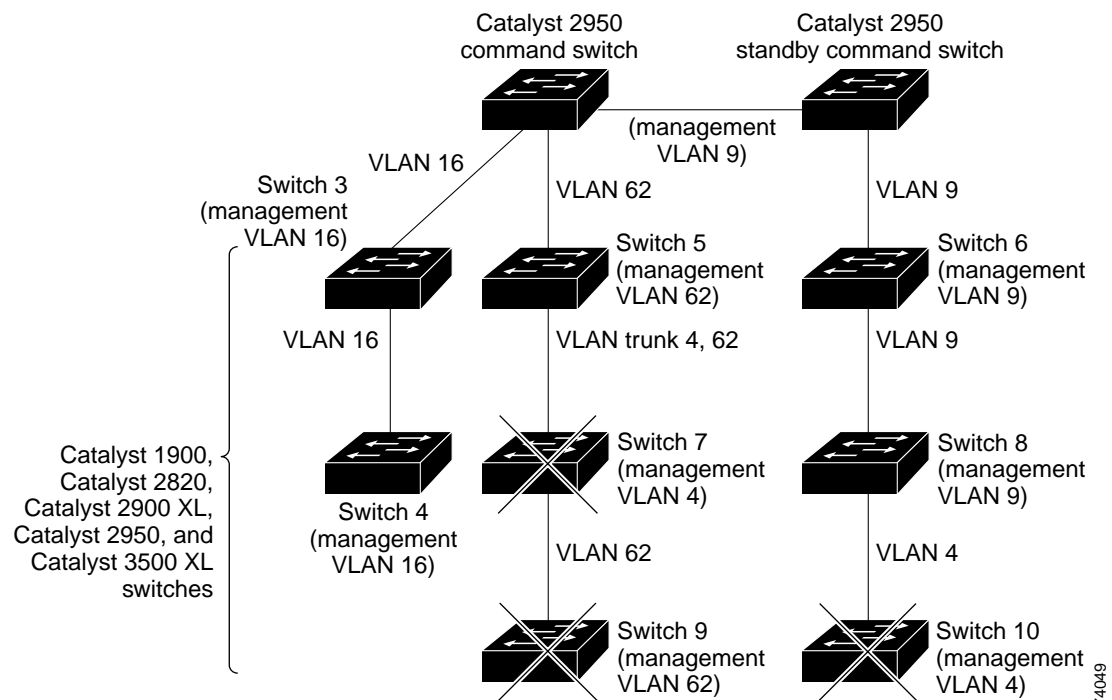 Catalyst 2950
command switch
Catalyst 2950
standby command switch
(management
VLAN 9)
VLAN 16
VLAN 62
VLAN 9
Switch 3
(management
VLAN 16)
Switch 5
(management
VLAN 62)
Switch 6
(management
VLAN 9)
VLAN 16
VLAN trunk 4, 62
VLAN 9
Catalyst 1900,
Catalyst 2820,
Catalyst 2900 XL,
Catalyst 2950, and
Catalyst 3500 XL
switches
Switch 4
(management
VLAN 16)
Switch 7
(management
VLAN 4)
Switch 8
(management
VLAN 9)
VLAN 62
VLAN 4
Switch 9
(management
VLAN 62)
Switch 10
(management
VLAN 4)